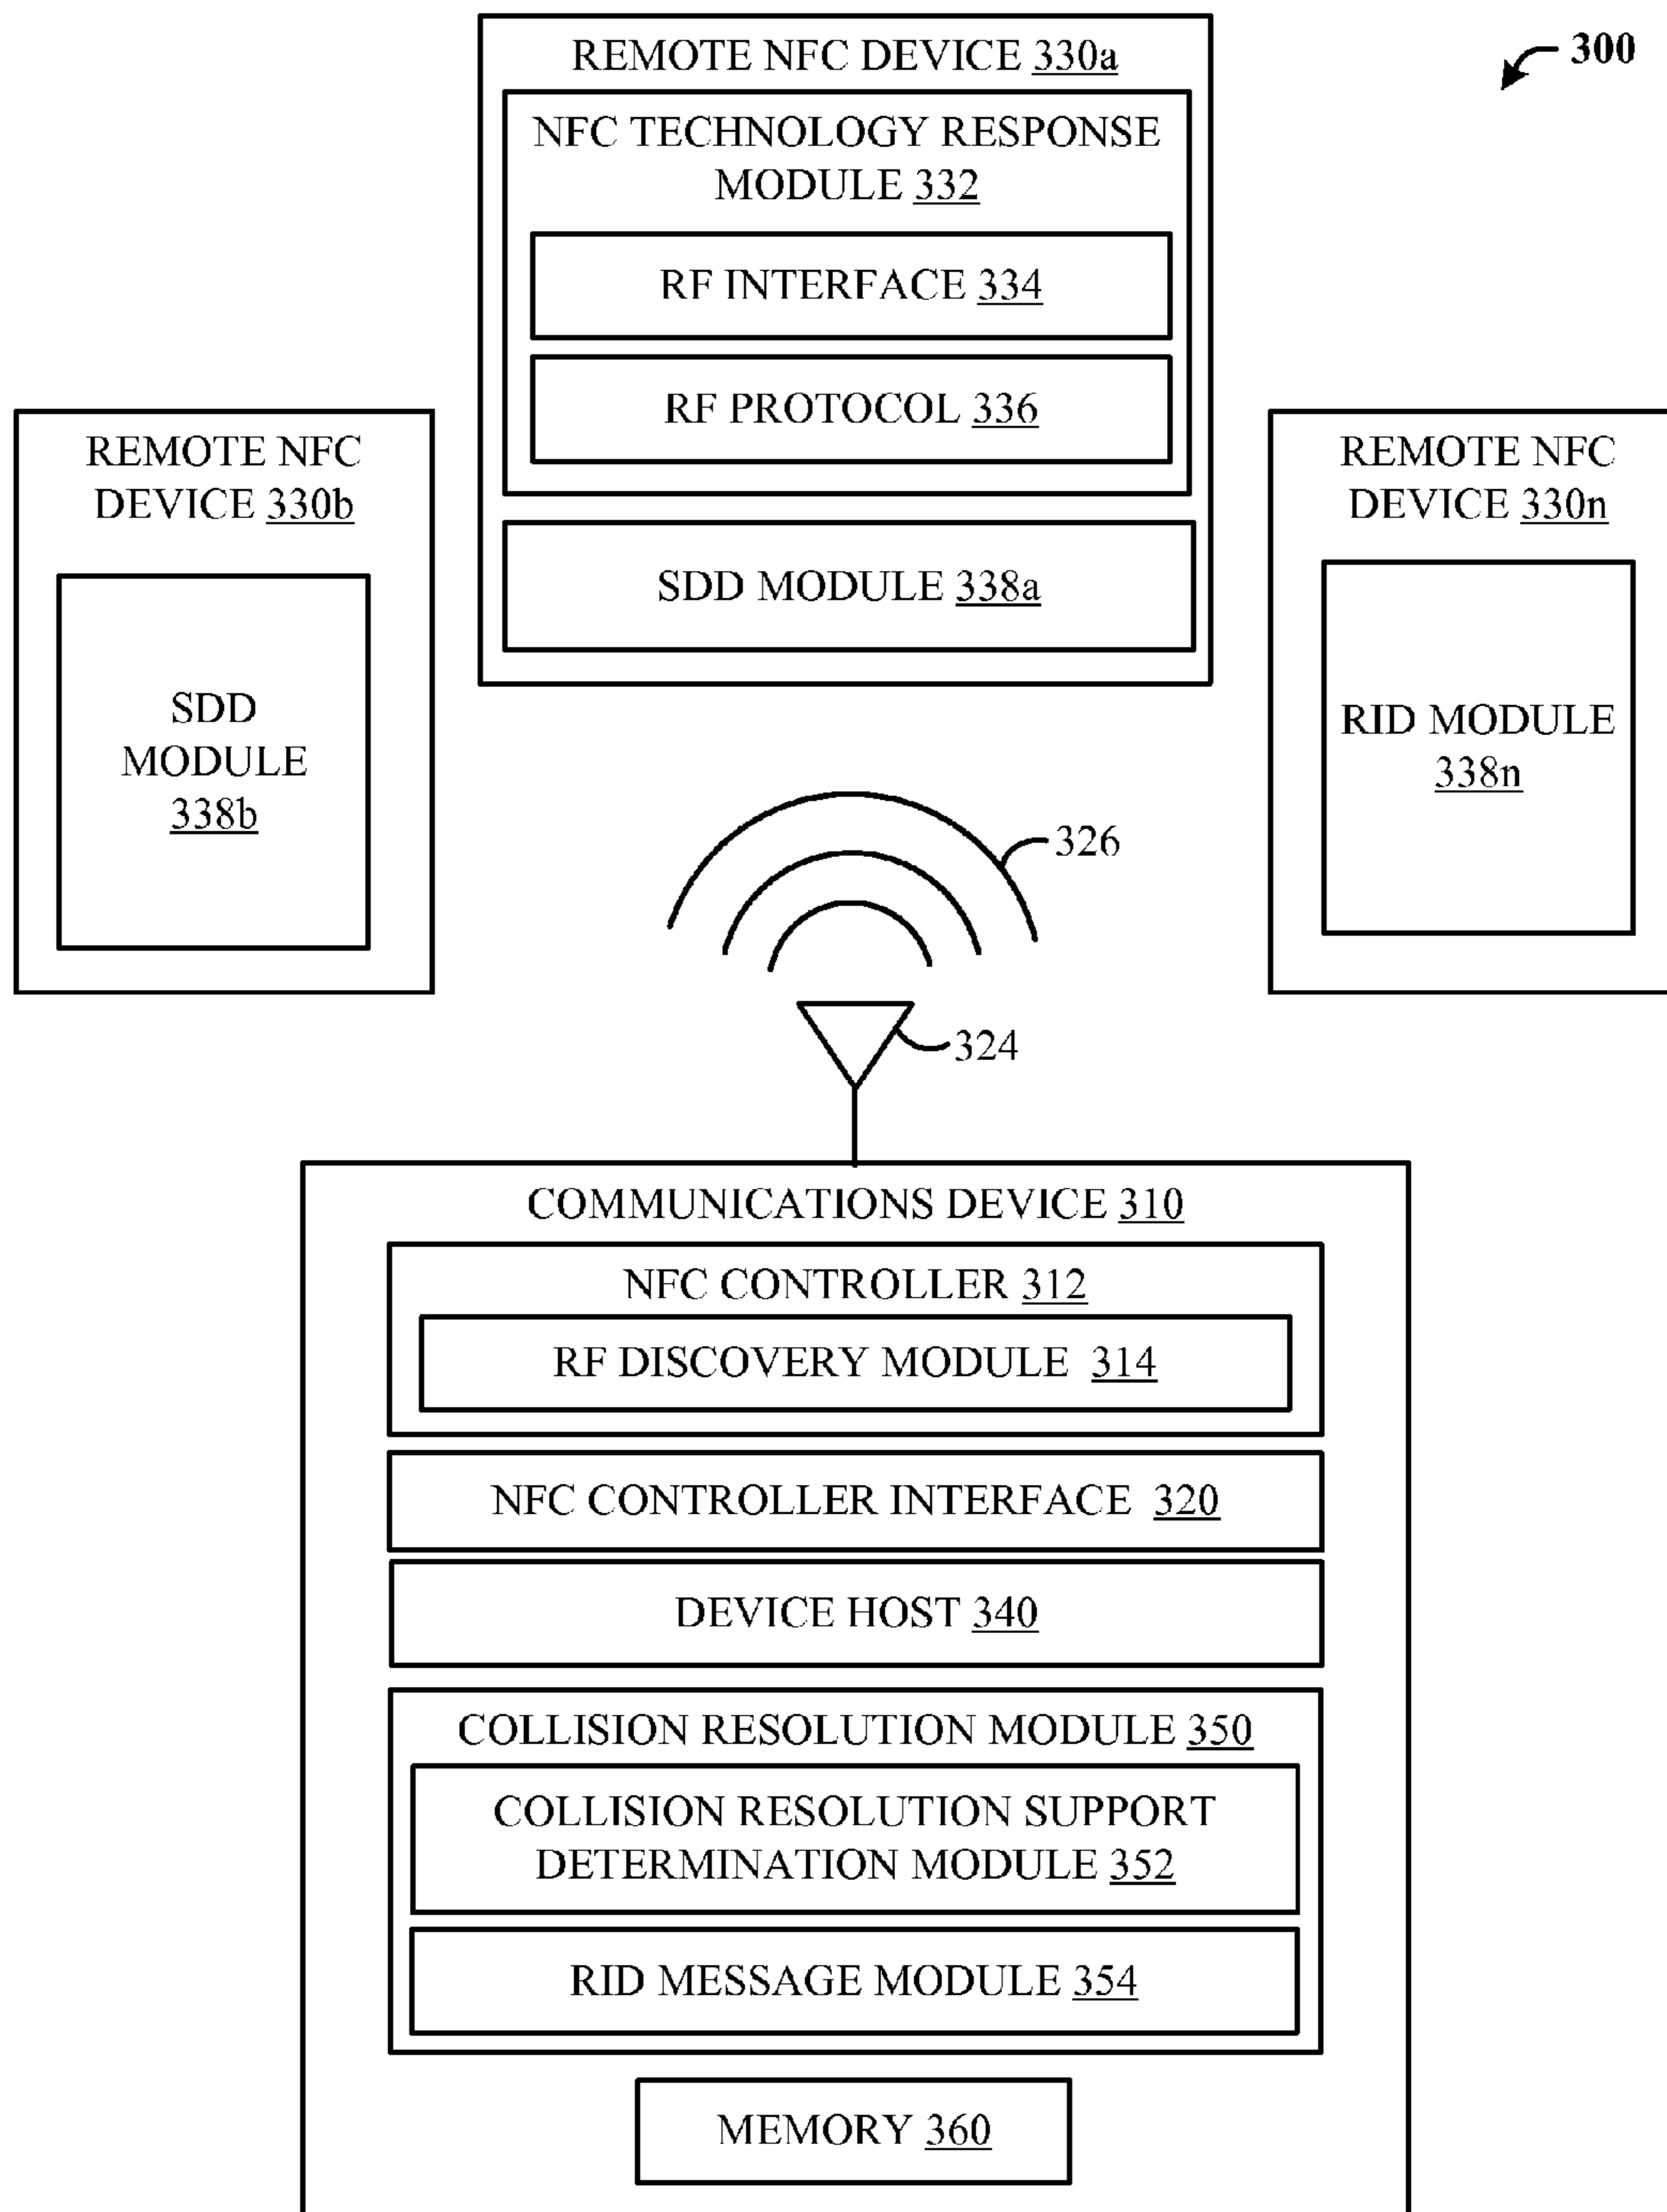 300
REMOTE NFC DEVICE 330a
NFC TECHNOLOGY RESPONSE
MODULE 332
RF INTERFACE 334
RF PROTOCOL 336
SDD MODULE 338a
REMOTE NFC
DEVICE 330b
SDD
MODULE
338b
REMOTE NFC
DEVICE 330n
RID MODULE
338n
326
324
COMMUNICATIONS DEVICE 310
NFC CONTROLLER 312
RF DISCOVERY MODULE 314
NFC CONTROLLER INTERFACE 320
DEVICE HOST 340
COLLISION RESOLUTION MODULE 350
COLLISION RESOLUTION SUPPORT
DETERMINATION MODULE 352
RID MESSAGE MODULE 354
MEMORY 360